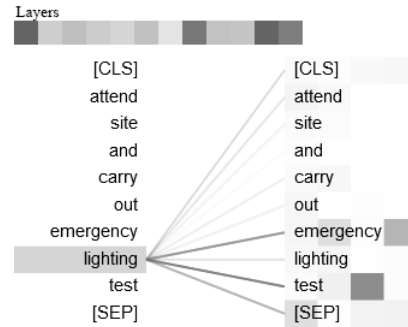 Layers
[CLS] [CLS]
attend attend
site site
and and
carry carry
out out
emergency emergency
lighting lighting
test test
[SEP] [SEP]